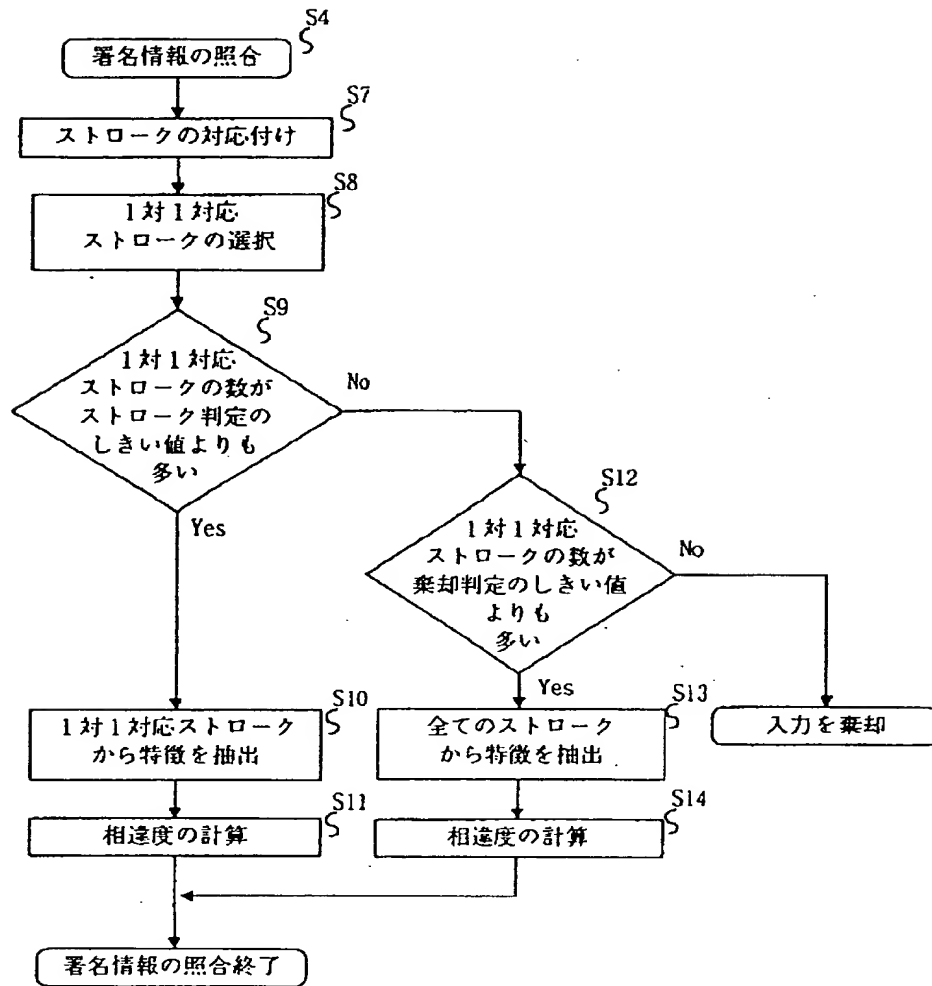 S4
署名情報の照合
S7
ストロークの対応付け
S8
1対1対応
ストロークの選択
S9
1対1対応
ストロークの数が
ストローク判定の
しきい値よりも
多い
No
Yes
S12
1対1対応
ストロークの数が
棄却判定のしきい値
よりも
多い
No
Yes
S10
1対1対応ストローク
から特徴を抽出
S13
全てのストローク
から特徴を抽出
入力を棄却
S11
相違度の計算
S14
相違度の計算
署名情報の照合終了